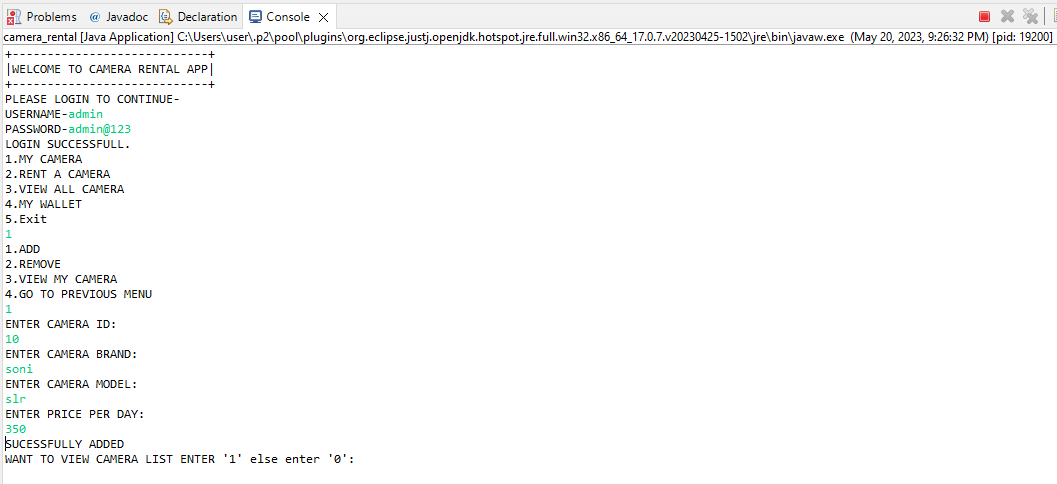 Problems @ Javadoc Declaration Console
camera_rental [Java Application] C:\Users\user\.p2\pool\plugins\org.eclipse.justj.openjdk.hotspot.jre.full.win32.x86_64_17.0.7.v20230425-1502\jre\bin\javaw.exe (May 20, 2023, 9:26:32 PM) [pid: 19200]
+----------------------------+
|WELCOME TO CAMERA RENTAL APP|
+----------------------------+
PLEASE LOGIN TO CONTINUE-
USERNAME-admin
PASSWORD-admin@123
LOGIN SUCCESSFULL.
1.MY CAMERA
2.RENT A CAMERA
3.VIEW ALL CAMERA
4.MY WALLET
5.Exit
1
1.ADD
2.REMOVE
3.VIEW MY CAMERA
4.GO TO PREVIOUS MENU
1
ENTER CAMERA ID:
10
ENTER CAMERA BRAND:
soni
ENTER CAMERA MODEL:
slr
ENTER PRICE PER DAY:
350
SUCESSFULLY ADDED
WANT TO VIEW CAMERA LIST ENTER '1' else enter '0':